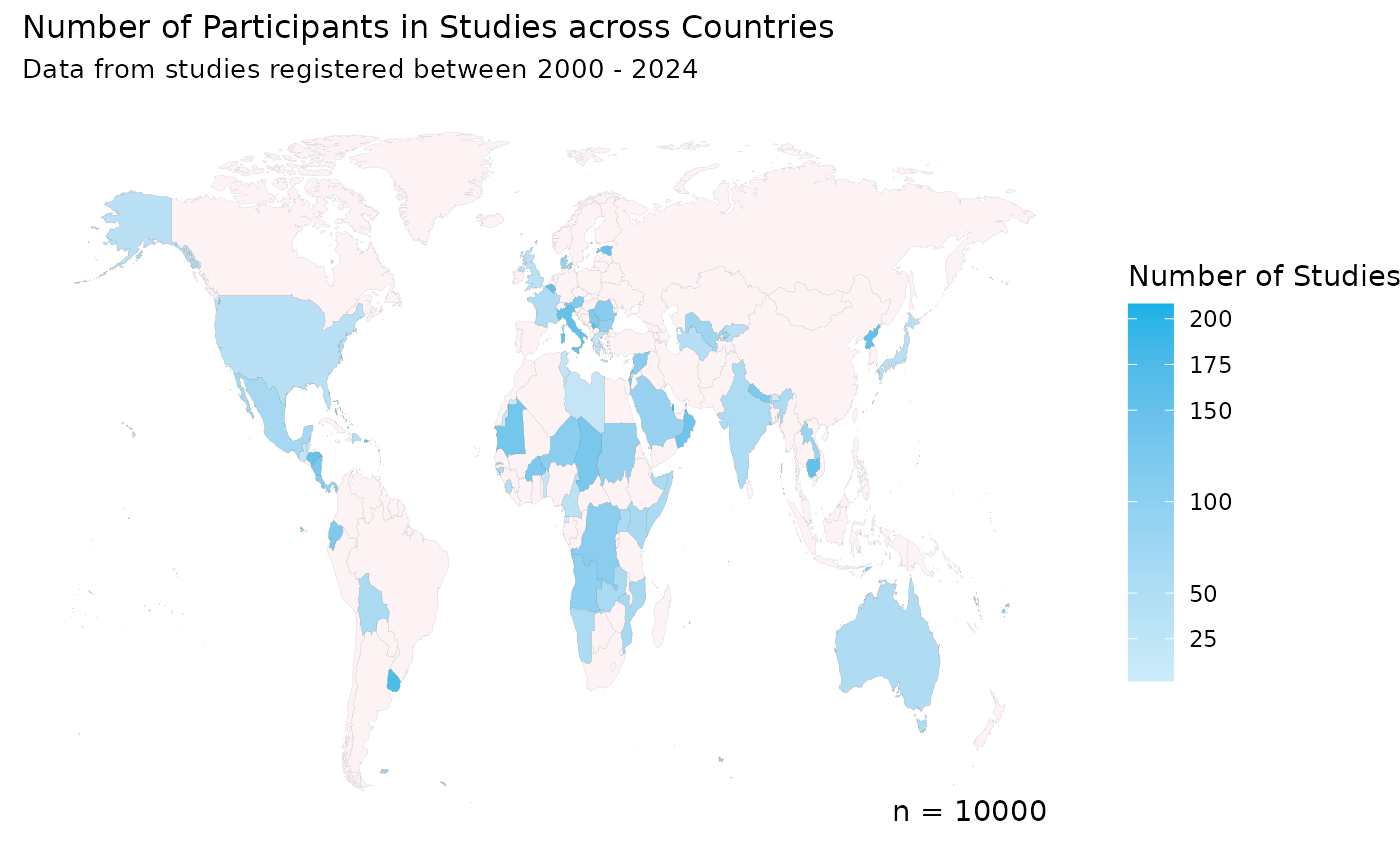 Number of Participants in Studies across Countries
Data from studies registered between 2000 - 2024
Number of Studies
200
175
150
100
50
25
n = 10000